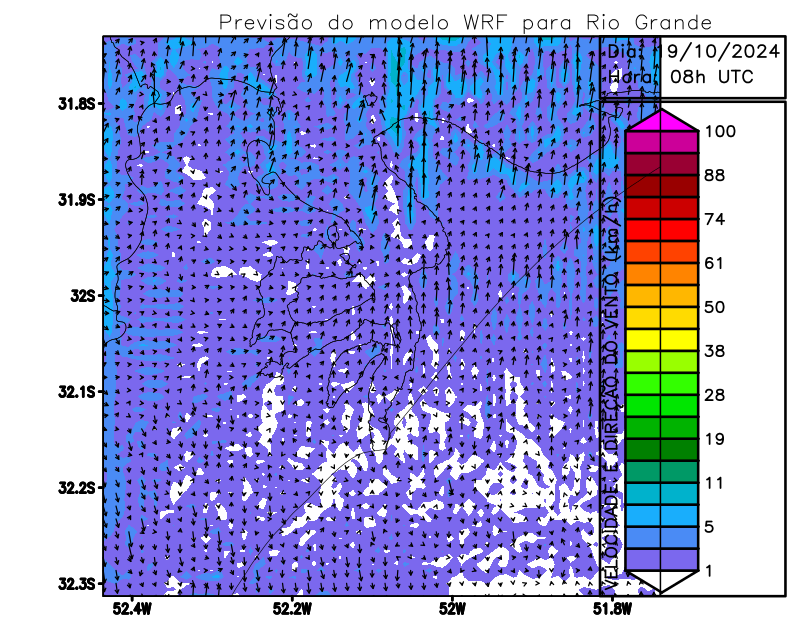 Previsão do modelo WRF para Rio Grande
Dia: 19/10/2024
Hora: 08h UTC
31.8S
31.9S
32S
32.1S
32.2S
32.3S
52.4W
52.2W
52W
51.8W
VELOCIDADE E DIREÇÃO DO VENTO (km/h)
100
88
74
61
50
38
28
19
11
5
1